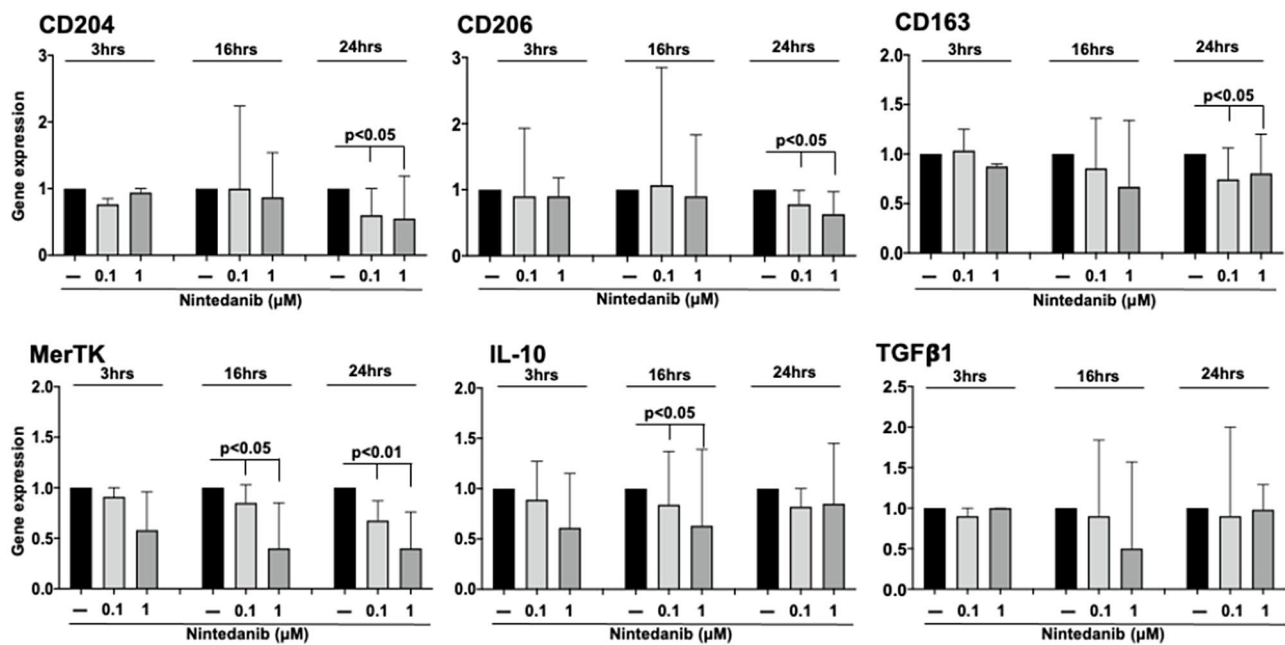 CD204
3hrs 16hrs 24hrs
3
2
1
0
Gene expression
p<0.05
– 0.1 1 – 0.1 1 – 0.1 1
Nintedanib (µM)
CD206
3hrs 16hrs 24hrs
3
2
1
0
p<0.05
– 0.1 1 – 0.1 1 – 0.1 1
Nintedanib (µM)
CD163
3hrs 16hrs 24hrs
2.0
1.5
1.0
0.5
0.0
p<0.05
– 0.1 1 – 0.1 1 – 0.1 1
Nintedanib (µM)
MerTK
3hrs 16hrs 24hrs
2.0
1.5
1.0
0.5
0.0
Gene expression
p<0.05 p<0.01
– 0.1 1 – 0.1 1 – 0.1 1
Nintedanib (µM)
IL-10
3hrs 16hrs 24hrs
2.0
1.5
1.0
0.5
0.0
p<0.05
– 0.1 1 – 0.1 1 – 0.1 1
Nintedanib (µM)
TGFβ1
3hrs 16hrs 24hrs
2.5
2.0
1.5
1.0
0.5
0.0
– 0.1 1 – 0.1 1 – 0.1 1
Nintedanib (µM)